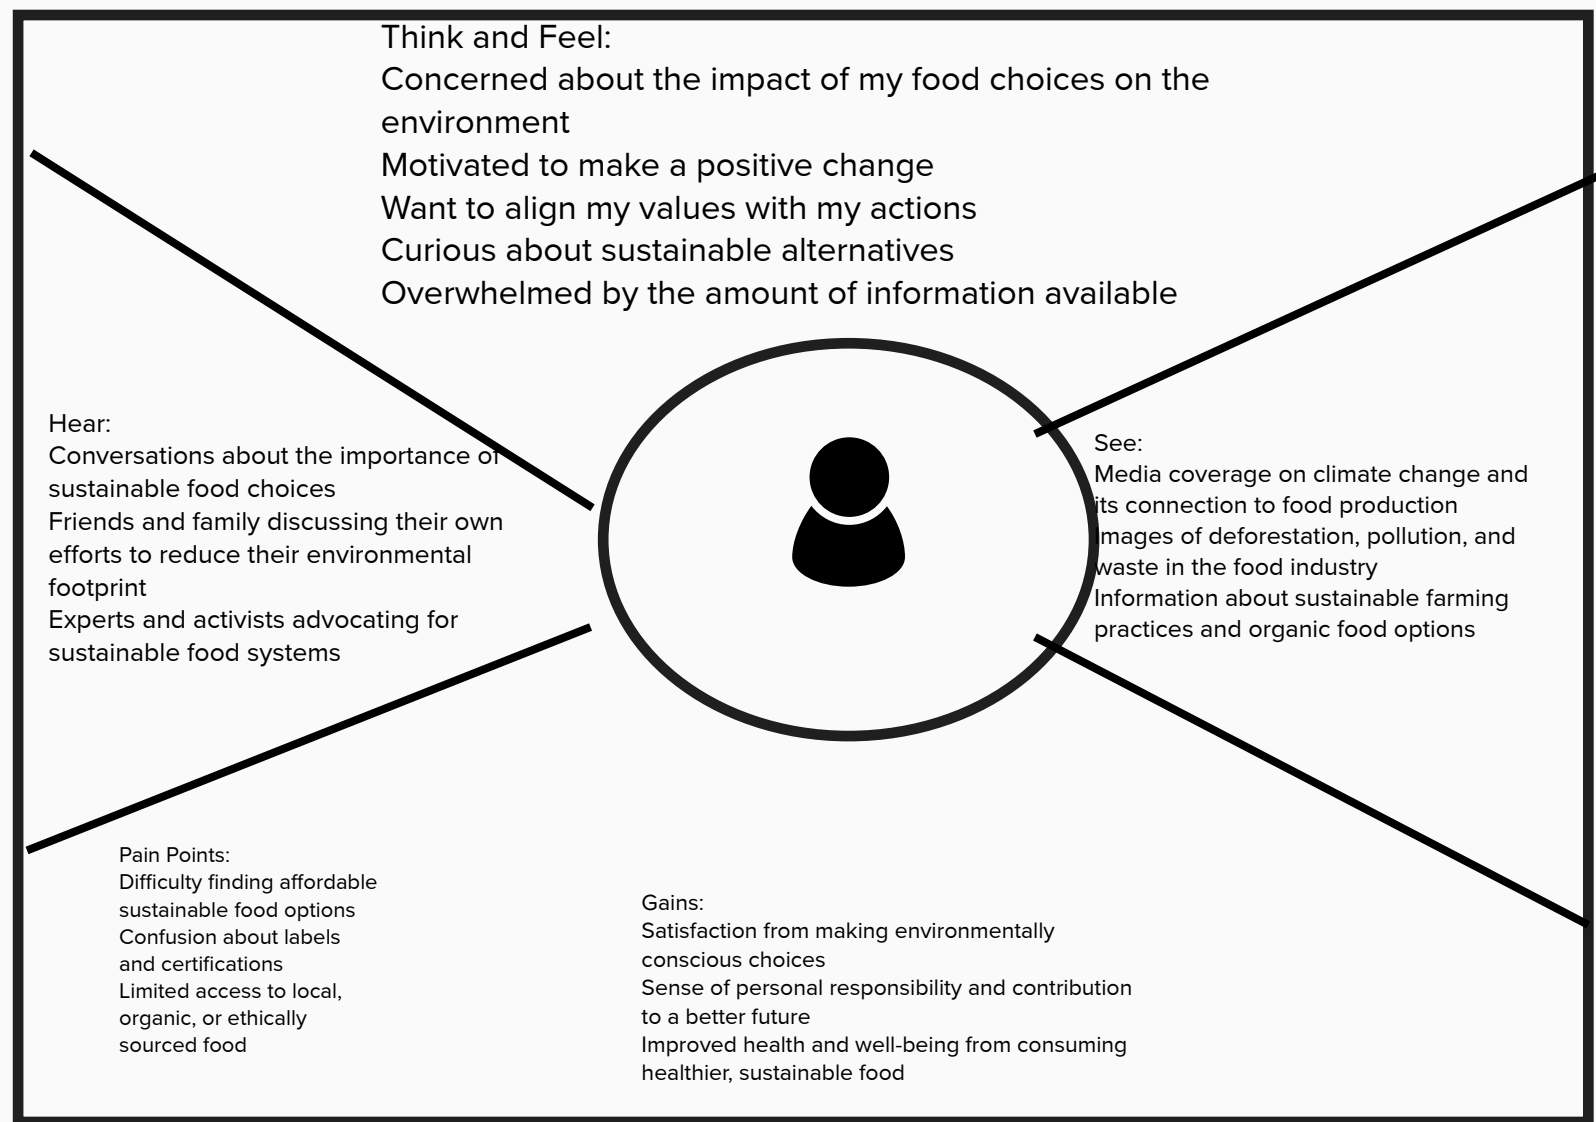 Think and Feel:
Concerned about the impact of my food choices on the
environment
Motivated to make a positive change
Want to align my values with my actions
Curious about sustainable alternatives
Overwhelmed by the amount of information available
Hear:
Conversations about the importance of
sustainable food choices
Friends and family discussing their own
efforts to reduce their environmental
footprint
Experts and activists advocating for
sustainable food systems
See:
Media coverage on climate change and
its connection to food production
Images of deforestation, pollution, and
waste in the food industry
Information about sustainable farming
practices and organic food options
Pain Points:
Difficulty finding affordable
sustainable food options
Confusion about labels
and certifications
Limited access to local,
organic, or ethically
sourced food
Gains:
Satisfaction from making environmentally
conscious choices
Sense of personal responsibility and contribution
to a better future
Improved health and well-being from consuming
healthier, sustainable food